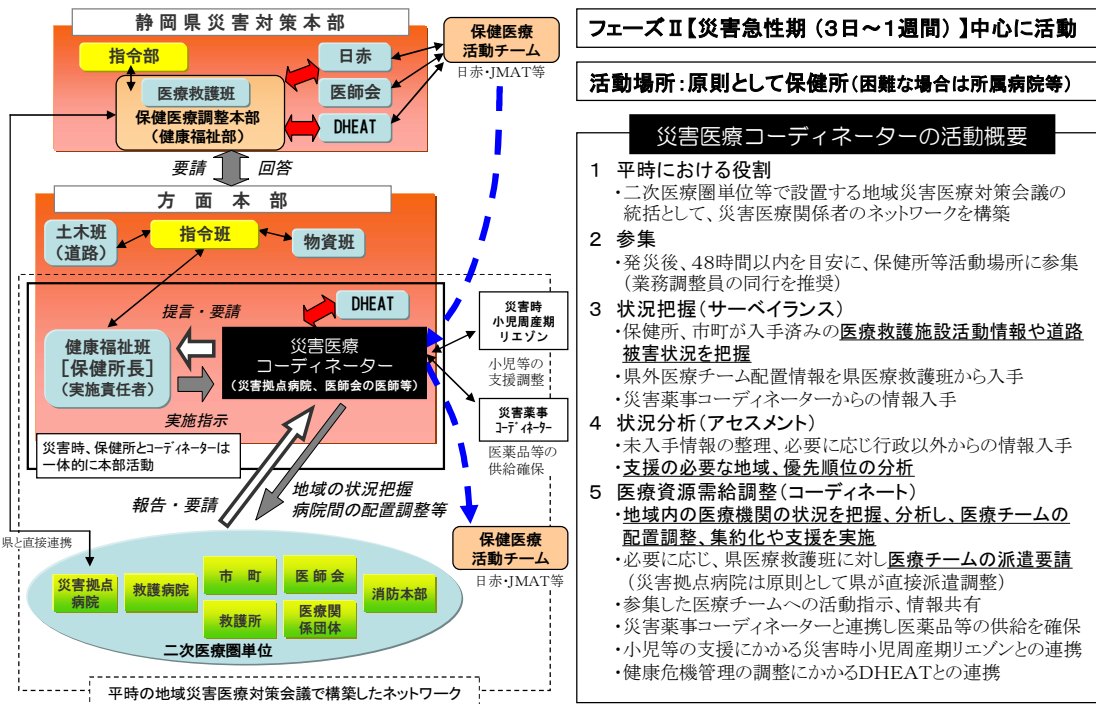 静岡県災害対策本部
指令部
医療救護班
保健医療調整本部
(健康福祉部)
日赤
医師会
DHEAT
保健医療
活動チーム
日赤・JMAT等
要請
回答
方面本部
土木班
(道路)
指令班
物資班
DHEAT
提言・要請
健康福祉班
[保健所長]
(実施責任者)
実施指示
災害医療
コーディネーター
(災害拠点病院、医師会の医師等)
災害時
小児周産期
リエゾン
小児等の
支援調整
災害薬事
コーディネーター
医薬品等の
供給確保
災害時、保健所とコーディネーターは
一体的に本部活動
報告・要請
地域の状況把握
病院間の配置調整等
県と直接連携
保健医療
活動チーム
日赤・JMAT等
災害拠点
病院
救護病院
市町
医師会
消防本部
救護所
医療関
係団体
二次医療圏単位
平時の地域災害医療対策会議で構築したネットワーク
フェーズⅡ【災害急性期(3日～1週間)】中心に活動
活動場所:原則として保健所(困難な場合は所属病院等)
災害医療コーディネーターの活動概要
1 平時における役割
・二次医療圏単位等で設置する地域災害医療対策会議の
統括として、災害医療関係者のネットワークを構築
2 参集
・発災後、48時間以内を目安に、保健所等活動場所に参集
(業務調整員の同行を推奨)
3 状況把握(サーベイランス)
・保健所、市町が入手済みの医療救護施設活動情報や道路
被害状況を把握
・県外医療チーム配置情報を県医療救護班から入手
・災害薬事コーディネーターからの情報入手
4 状況分析(アセスメント)
・未入手情報の整理、必要に応じ行政以外からの情報入手
・支援の必要な地域、優先順位の分析
5 医療資源需給調整(コーディネート)
・地域内の医療機関の状況を把握、分析し、医療チームの
配置調整、集約化や支援を実施
・必要に応じ、県医療救護班に対し医療チームの派遣要請
(災害拠点病院は原則として県が直接派遣調整)
・参集した医療チームへの活動指示、情報共有
・災害薬事コーディネーターと連携し医薬品等の供給を確保
・小児等の支援にかかる災害時小児周産期リエゾンとの連携
・健康危機管理の調整にかかるDHEATとの連携